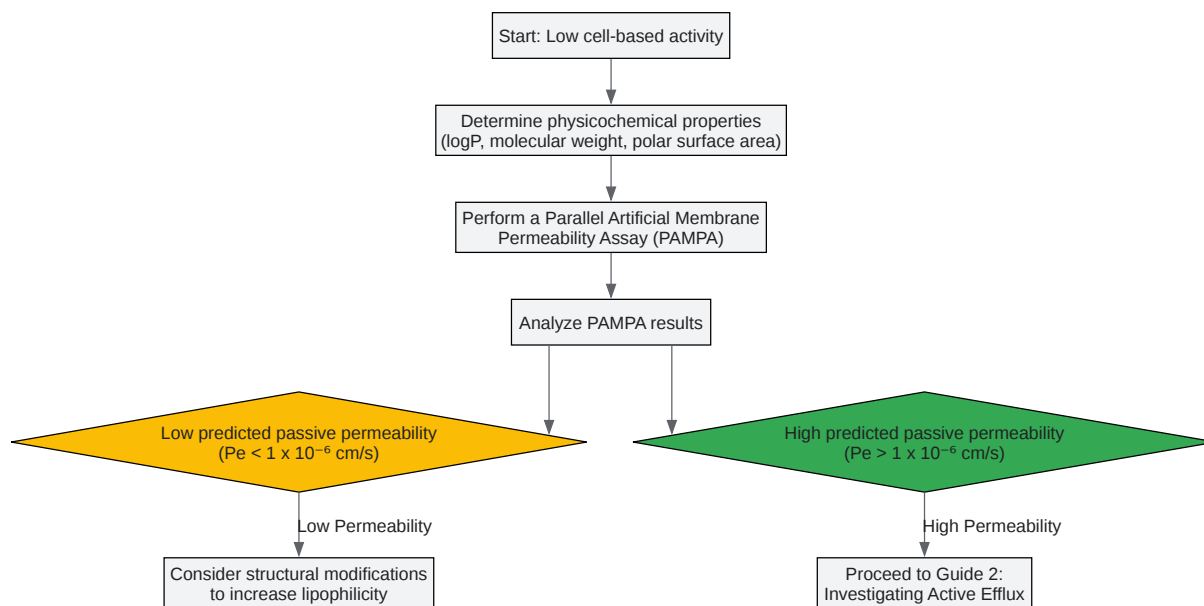 Start: Low cell-based activity
Determine physicochemical properties
(logP, molecular weight, polar surface area)
Perform a Parallel Artificial Membrane
Permeability Assay (PAMPA)
Analyze PAMPA results
Low predicted passive permeability
(Pe < 1 x 10⁻⁶ cm/s)
High predicted passive permeability
(Pe > 1 x 10⁻⁶ cm/s)
Low Permeability
High Permeability
Consider structural modifications
to increase lipophilicity
Proceed to Guide 2:
Investigating Active Efflux